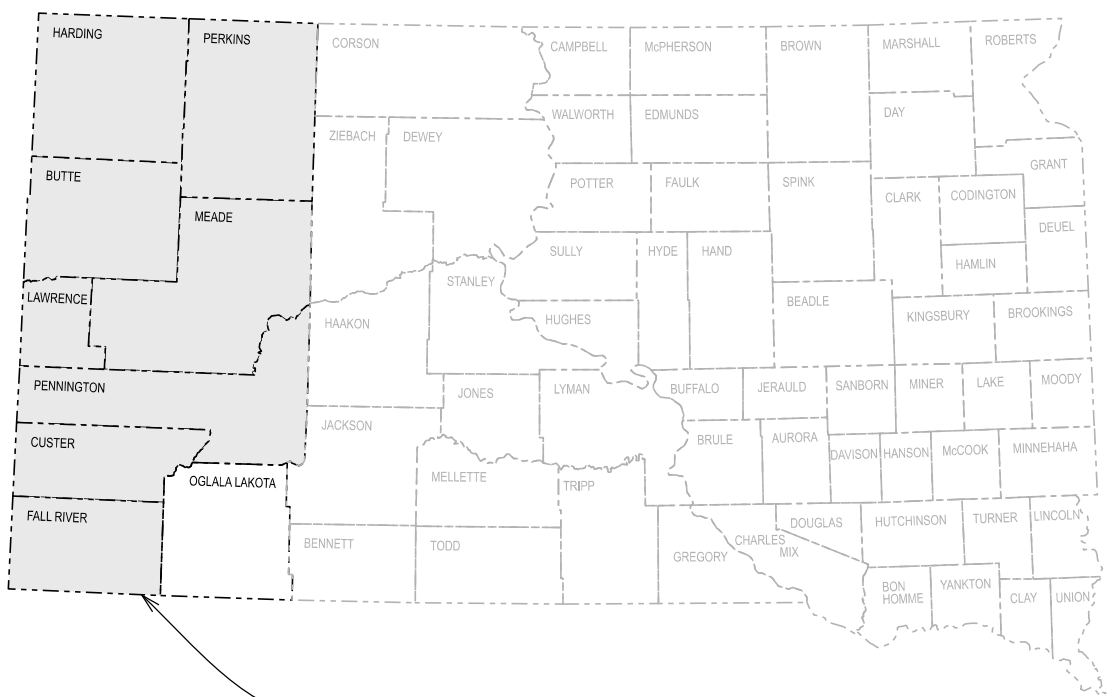 HARDING
PERKINS
CORSON
CAMPBELL
McPHERSON
BROWN
MARSHALL
ROBERTS
ZIEBACH
DEWEY
WALWORTH
EDMUNDS
DAY
GRANT
BUTTE
MEADE
POTTER
FAULK
SPINK
CLARK
CODINGTON
DEUEL
SULLY
HYDE
HAND
HAMLIN
LAWRENCE
STANLEY
HAAKON
HUGHES
BEADLE
KINGSBURY
BROOKINGS
PENNINGTON
JONES
LYMAN
BUFFALO
JERAULD
SANBORN
MINER
LAKE
MOODY
CUSTER
JACKSON
BRULE
AURORA
DAVISON
HANSON
McCOOK
MINNEHAHA
OGLALA LAKOTA
MELLETTE
TRIPP
FALL RIVER
BENNETT
TODD
GREGORY
CHARLES
MIX
DOUGLAS
HUTCHINSON
TURNER
LINCOLN
BON
HOMME
YANKTON
CLAY
UNION